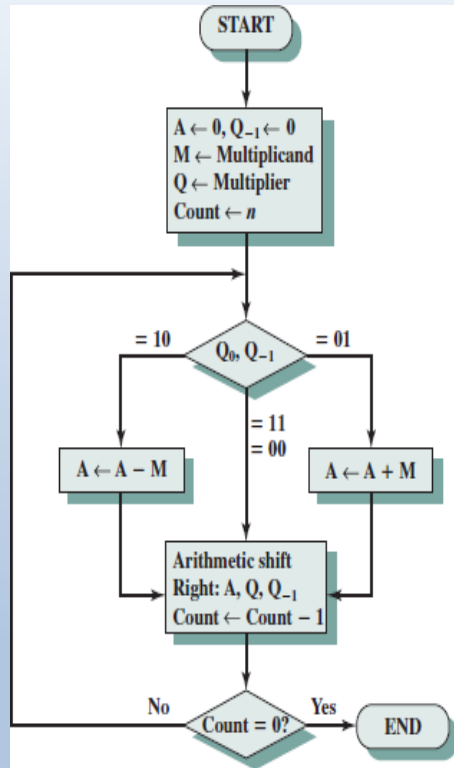 START
A ← 0, Q₋₁ ← 0
M ← Multiplicand
Q ← Multiplier
Count ← n
= 10
Q₀, Q₋₁
= 01
= 11
= 00
A ← A − M
A ← A + M
Arithmetic shift
Right: A, Q, Q₋₁
Count ← Count − 1
No
Count = 0?
Yes
END